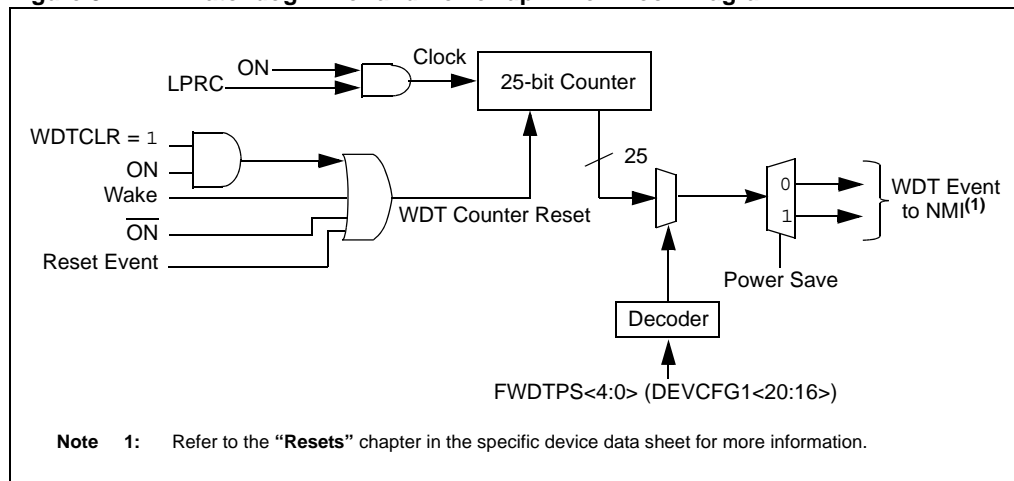 ON
Clock
LPRC
25-bit Counter
WDTCLR = 1
ON
Wake
ON
Reset Event
WDT Counter Reset
25
0
1
WDT Event
to NMI(1)
Power Save
Decoder
FWDTPS<4:0> (DEVCFG1<20:16>)
Note 1: Refer to the “Resets” chapter in the specific device data sheet for more information.